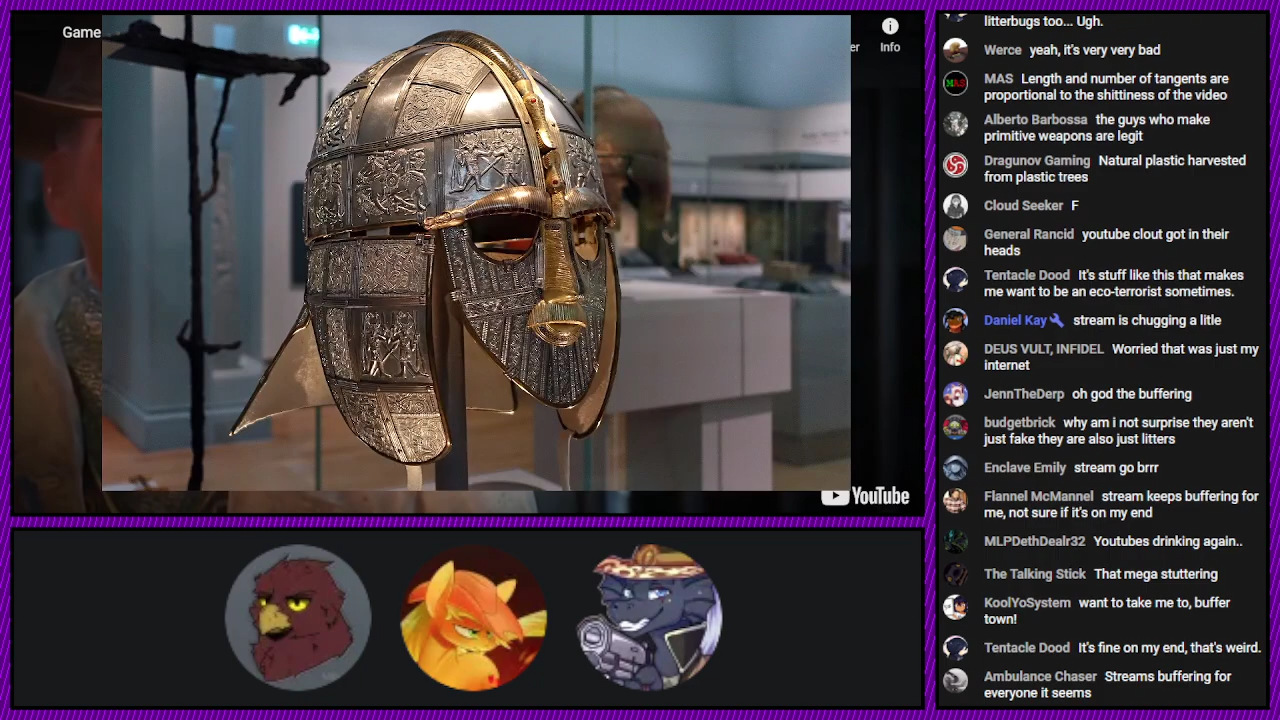 Game
er
Info
YouTube
litterbugs too... Ugh.
Werce yeah, it's very very bad
MAS Length and number of tangents are
proportional to the shittiness of the video
Alberto Barbossa the guys who make
primitive weapons are legit
Dragunov Gaming Natural plastic harvested
from plastic trees
Cloud Seeker F
General Rancid youtube clout got in their
heads
Tentacle Dood It's stuff like this that makes
me want to be an eco-terrorist sometimes.
Daniel Kay stream is chugging a litle
DEUS VULT, INFIDEL Worried that was just my
internet
JennTheDerp oh god the buffering
budgetbrick why am i not surprise they aren't
just fake they are also just litters
Enclave Emily stream go brrr
Flannel McMannel stream keeps buffering for
me, not sure if it's on my end
MLPDethDealr32 Youtubes drinking again..
The Talking Stick That mega stuttering
KoolYoSystem want to take me to, buffer
town!
Tentacle Dood It's fine on my end, that's weird.
Ambulance Chaser Streams buffering for
everyone it seems